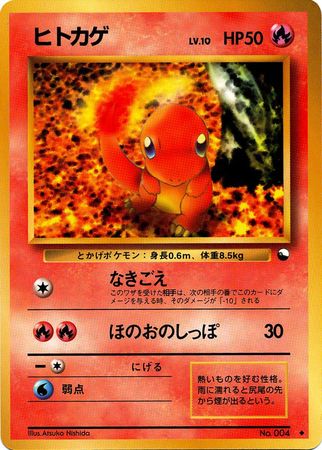 ヒトカゲ LV.10 HP50
とかげポケモン：身長0.6m、体重8.5kg
なきごえ
このワザを受けた相手は、次の相手の番でこのカードにダ
メージを与える時、そのダメージが「-10」される
ほのおのしっぽ 30
− にげる
弱点
熱いものを好む性格。
雨に濡れると尻尾の先
から煙が出るという。
Illus.Atsuko Nishida No.004